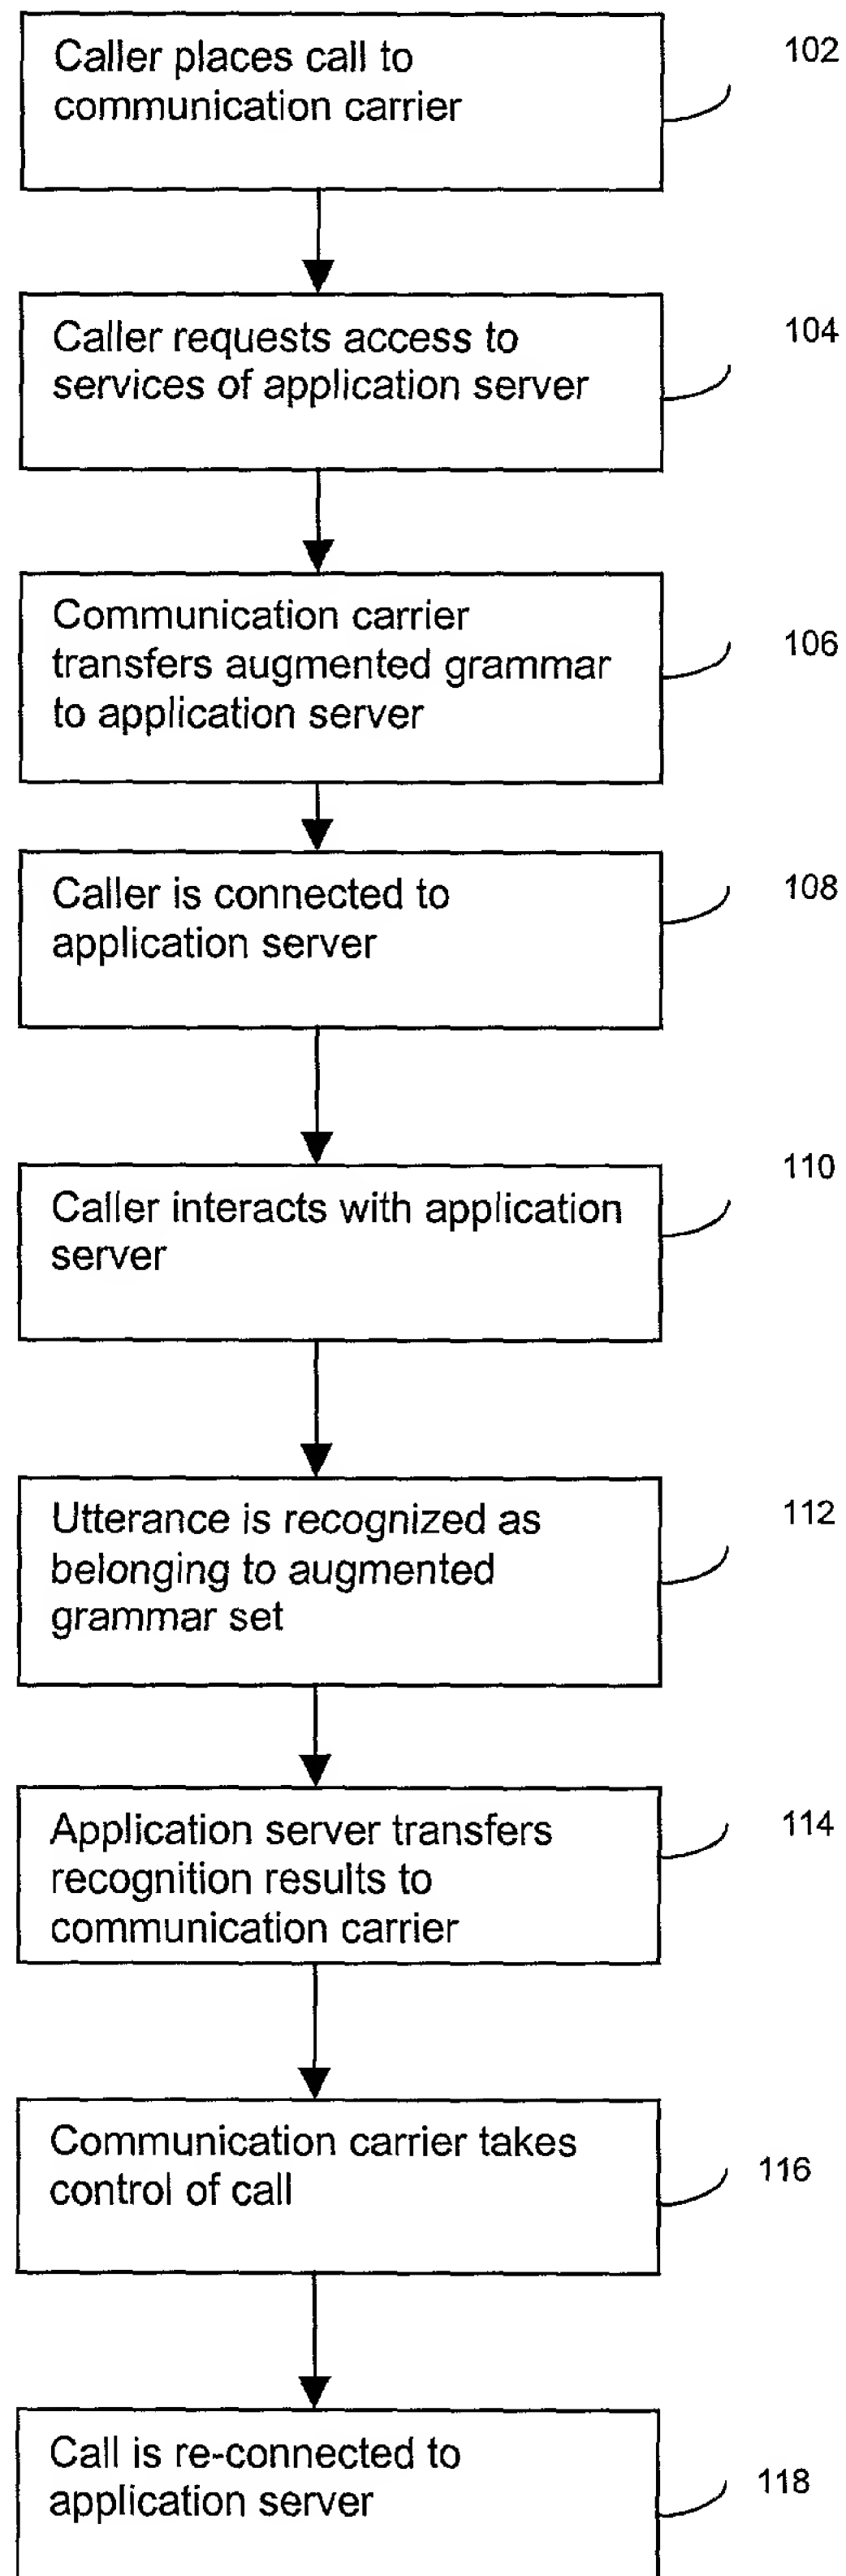 Caller places call to
communication carrier
102
Caller requests access to
services of application server
104
Communication carrier
transfers augmented grammar
to application server
106
Caller is connected to
application server
108
Caller interacts with application
server
110
Utterance is recognized as
belonging to augmented
grammar set
112
Application server transfers
recognition results to
communication carrier
114
Communication carrier takes
control of call
116
Call is re-connected to
application server
118